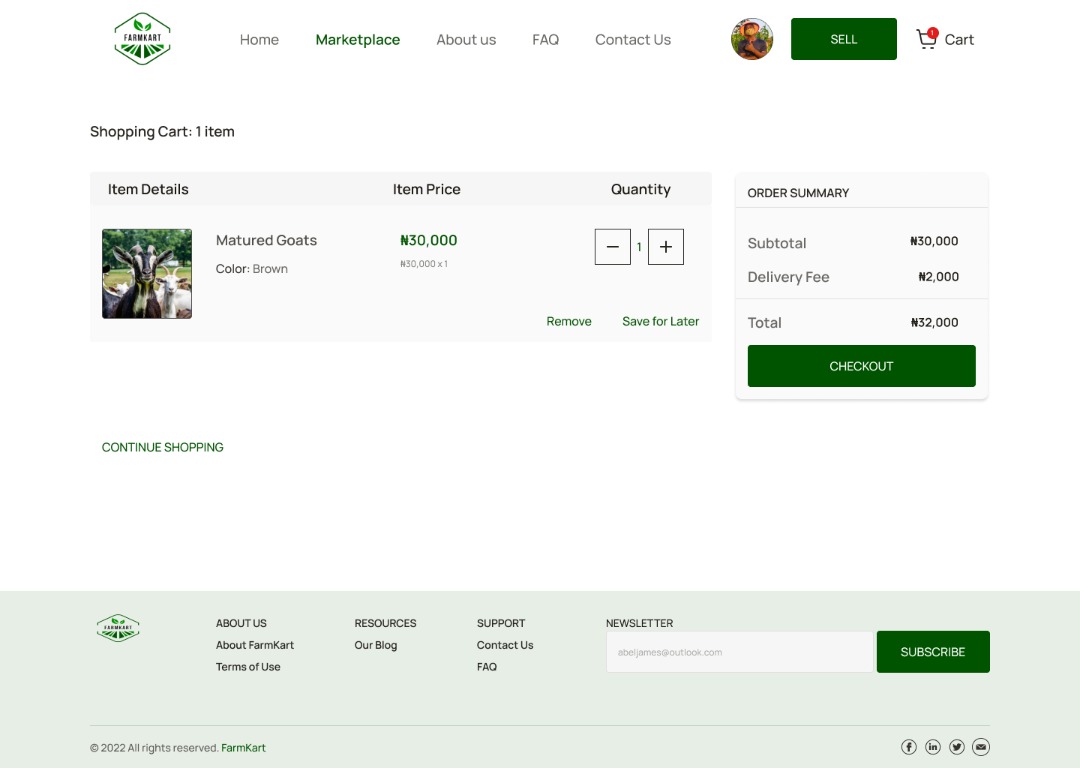 FARMKART
Home
Marketplace
About us
FAQ
Contact Us
SELL
1
Cart
Shopping Cart: 1 item
Item Details
Item Price
Quantity
Matured Goats
Color: Brown
₦30,000
₦30,000 x 1
1
Remove
Save for Later
ORDER SUMMARY
Subtotal
₦30,000
Delivery Fee
₦2,000
Total
₦32,000
CHECKOUT
CONTINUE SHOPPING
FARMKART
ABOUT US
About FarmKart
Terms of Use
RESOURCES
Our Blog
SUPPORT
Contact Us
FAQ
NEWSLETTER
abeljames@outlook.com
SUBSCRIBE
© 2022 All rights reserved. FarmKart